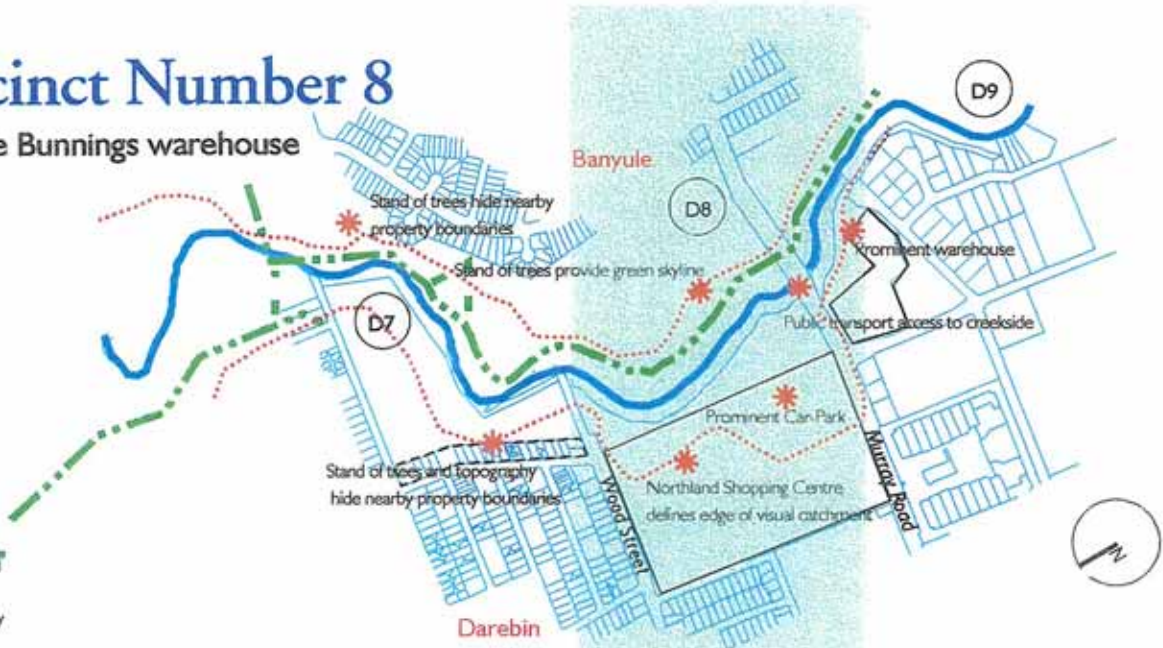 cinct Number 8
e Bunnings warehouse
D9
Banyule
D8
Stand of trees hide nearby
property boundaries
Stand of trees provide green skyline
Prominent warehouse
D7
Public transport access to creekside
Prominent Car-Park
Stand of trees and topography
hide nearby property boundaries
Northland Shopping Centre
defines edge of visual catchment
Wood Street
Murray Road
N
Darebin